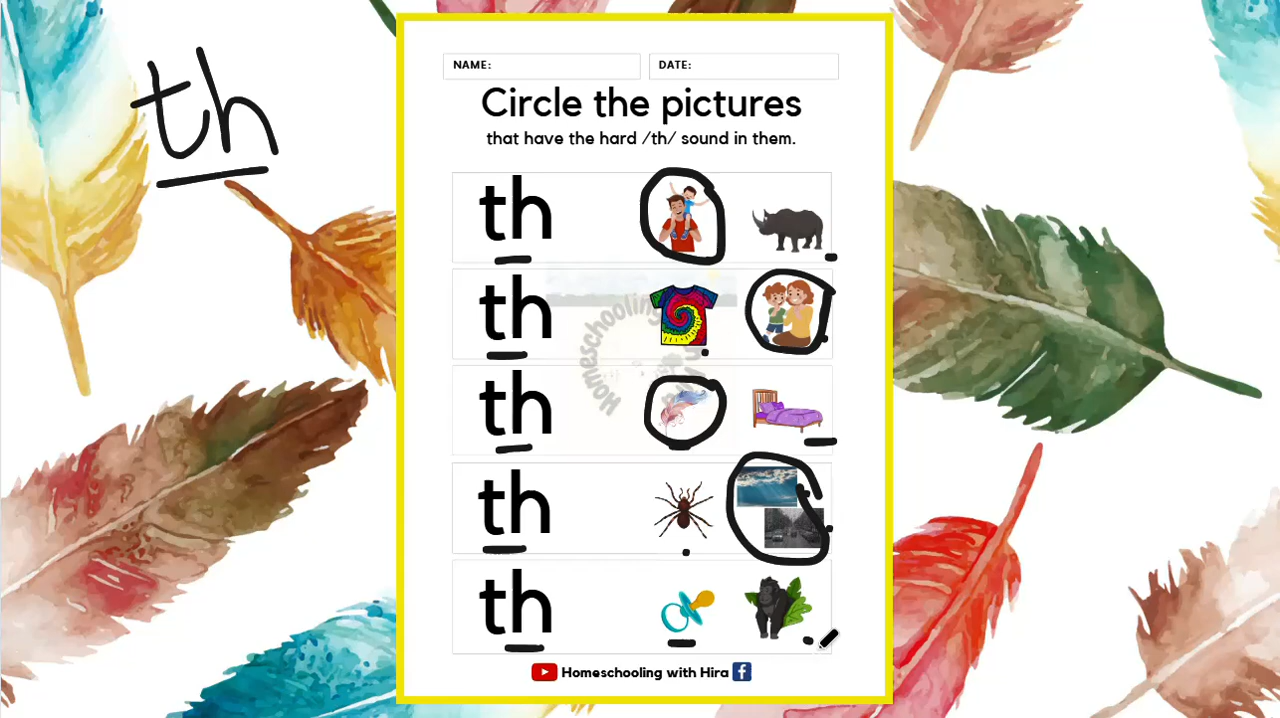 th
NAME:
DATE:
Circle the pictures
that have the hard /th/ sound in them.
th
th
Homeschooling
th
th
th
Homeschooling with Hira